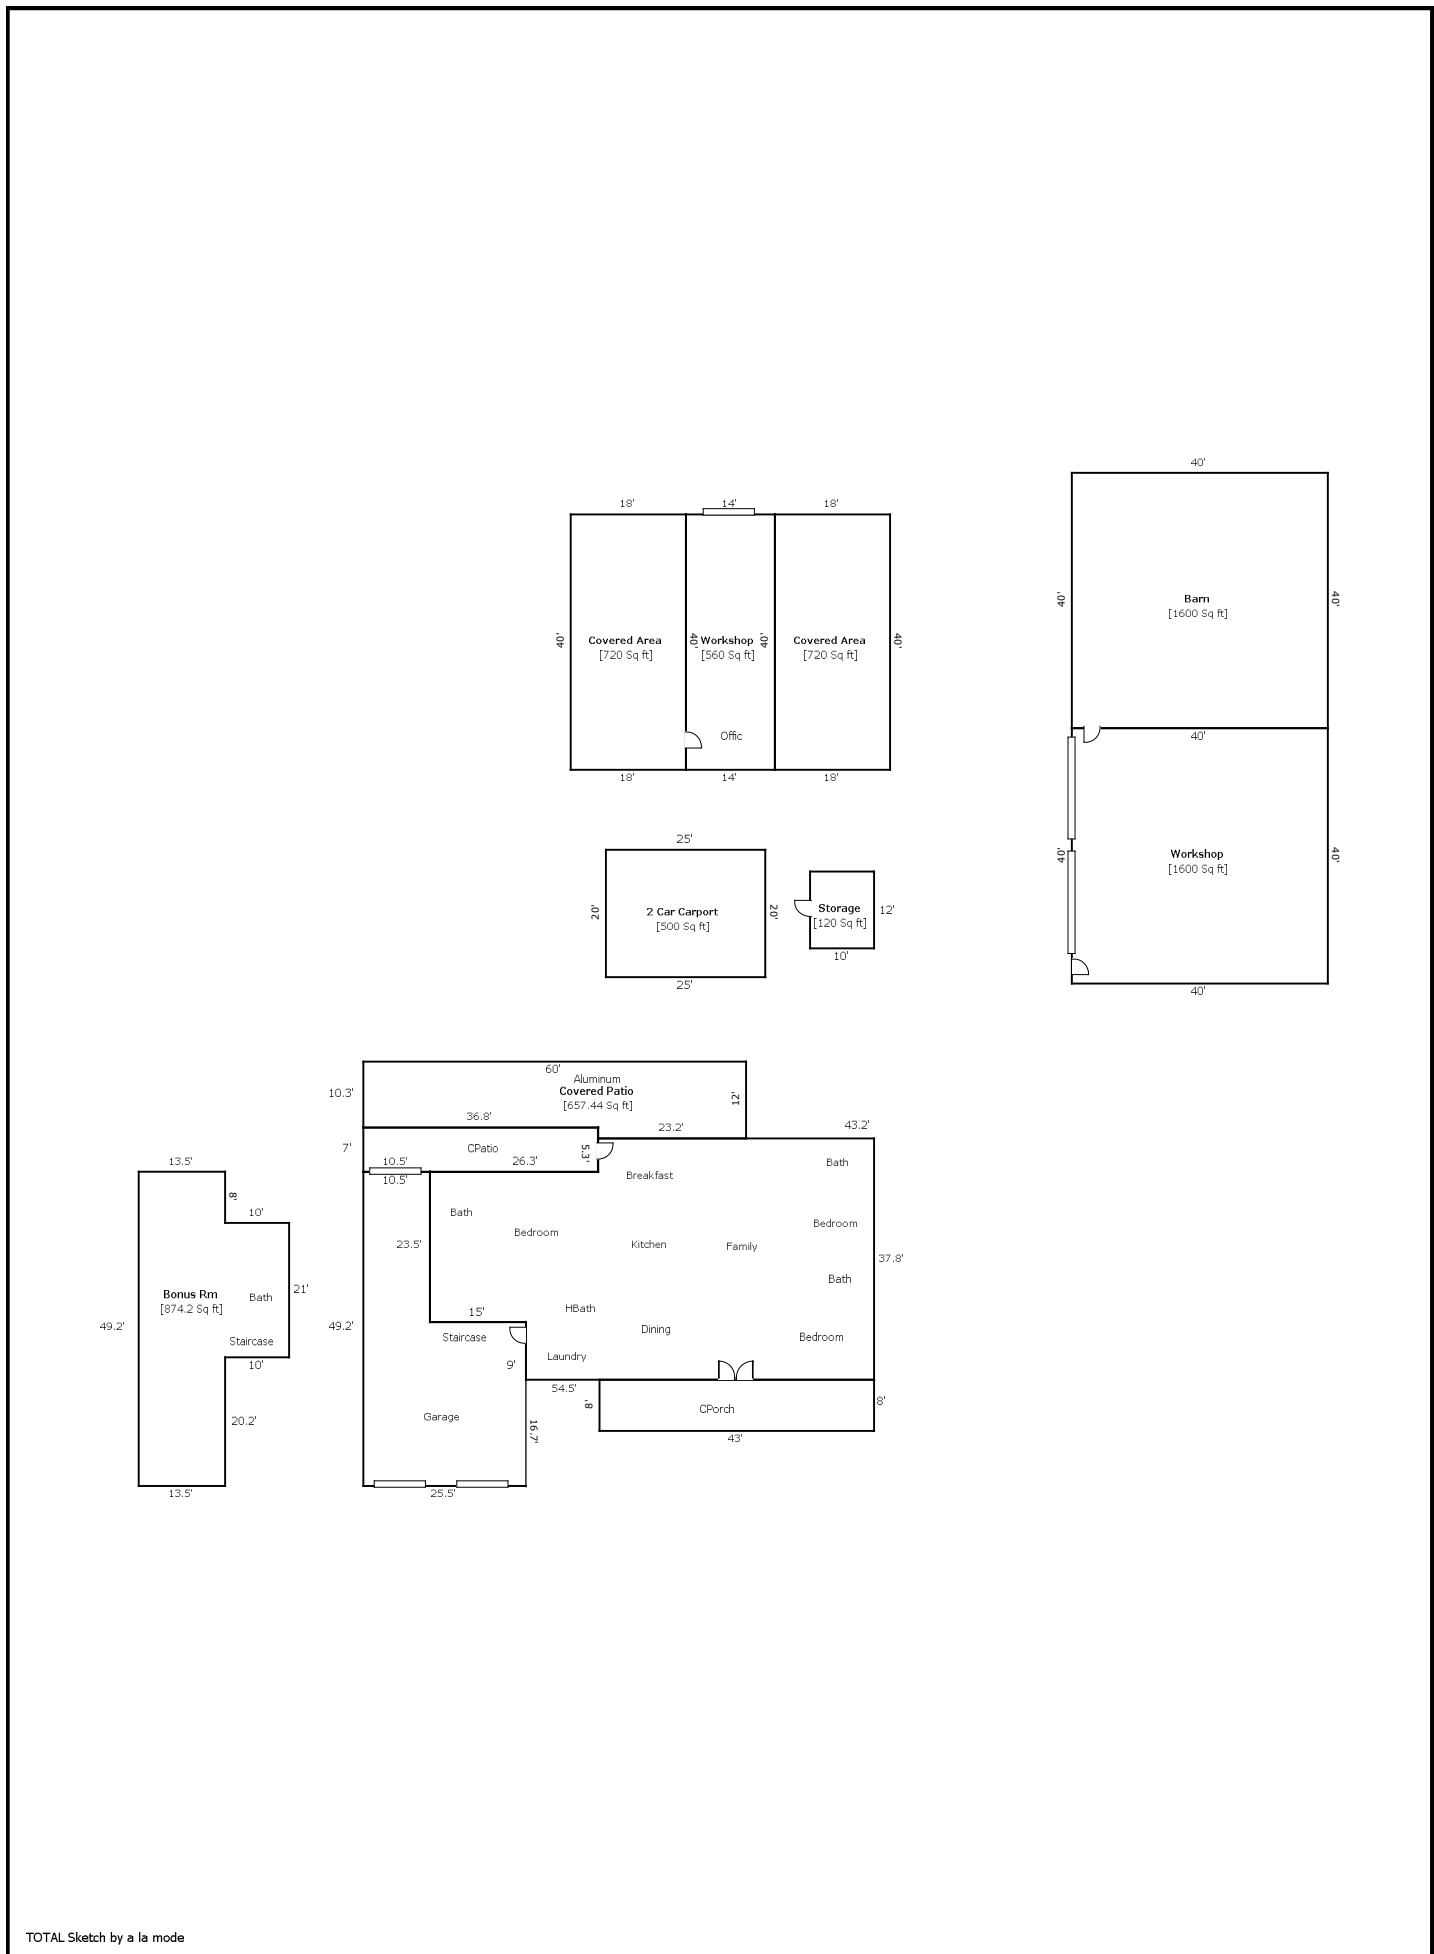 40'
18'
14'
18'
40'
Covered Area
[720 Sq ft]
40'
Workshop
[560 Sq ft]
40'
Covered Area
[720 Sq ft]
40'
Offic
18'
14'
18'
40'
Barn
[1600 Sq ft]
40'
40'
40'
Workshop
[1600 Sq ft]
40'
40'
25'
20'
2 Car Carport
[500 Sq ft]
20'
25'
Storage
[120 Sq ft]
12'
10'
60'
Aluminum
Covered Patio
[657.44 Sq ft]
10.3'
12'
36.8'
23.2'
43.2'
7'
CPatio
5.3'
10.5'
26.3'
10.5'
Breakfast
Bath
Bath
Bedroom
Bedroom
23.5'
Kitchen
Family
37.8'
Bath
HBath
15'
Dining
Bedroom
49.2'
Staircase
9'
Laundry
54.5'
8'
CPorch
8'
43'
Garage
16.7'
25.5'
13.5'
8'
10'
Bonus Rm
[874.2 Sq ft]
Bath
21'
49.2'
Staircase
10'
20.2'
13.5'
TOTAL Sketch by a la mode